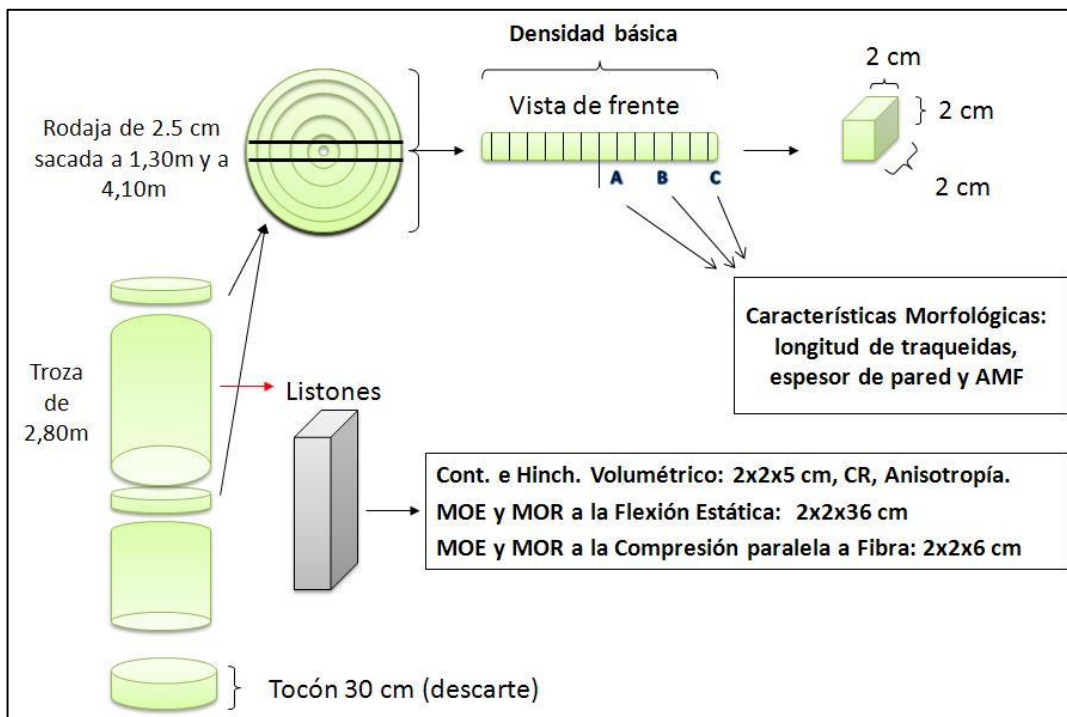 Densidad básica
Vista de frente
2 cm
2 cm
2 cm
Rodaja de 2.5 cm
sacada a 1,30m y a
4,10m
A B C
Características Morfológicas:
longitud de traqueidas,
espesor de pared y AMF
Troza
de
2,80m
Listones
Cont. e Hinch. Volumétrico: 2x2x5 cm, CR, Anisotropía.
MOE y MOR a la Flexión Estática: 2x2x36 cm
MOE y MOR a la Compresión paralela a Fibra: 2x2x6 cm
Tocón 30 cm (descarte)